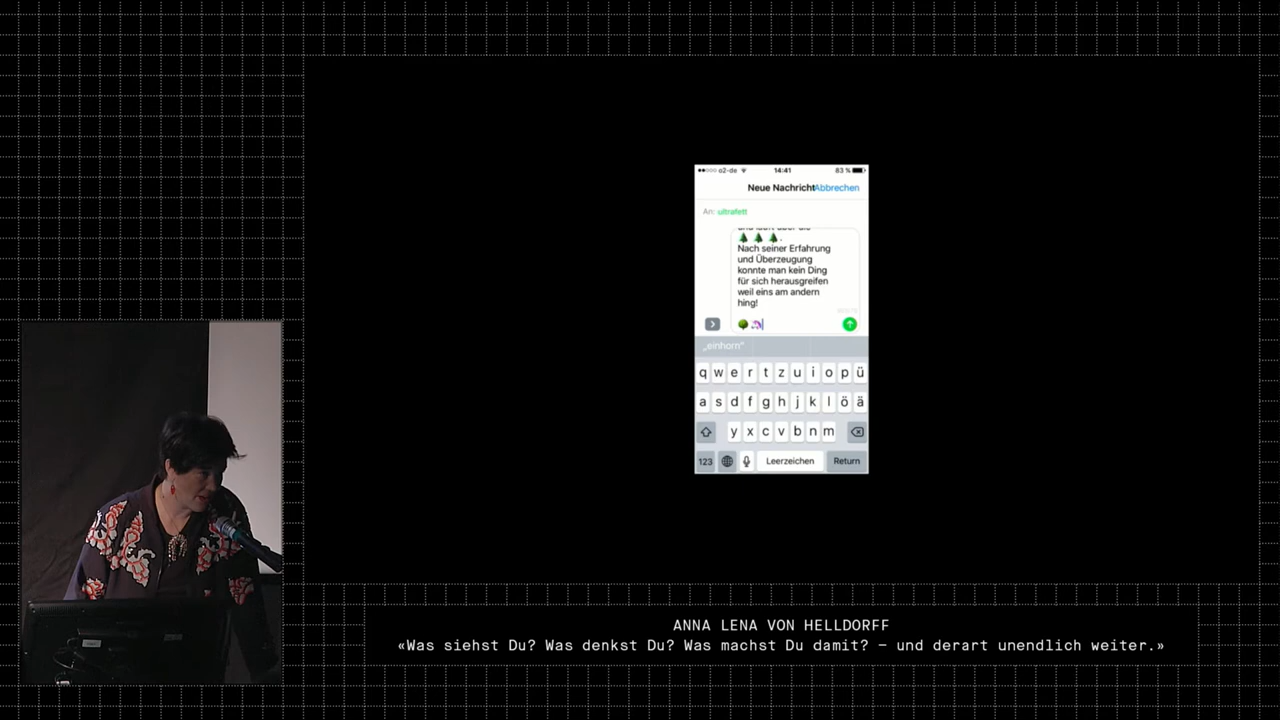 o2-de 14:41 83 %
Neue Nachricht Abbrechen
An: ultrafett
🌲 🌲 🌲 .
Nach seiner Erfahrung
und Überzeugung
konnte man kein Ding
für sich herausgreifen
weil eins am andern
hing!
🌳 🦄
„einhorn“
q w e r t z u i o p ü
a s d f g h j k l ö ä
y x c v b n m
123 Leerzeichen Return
ANNA LENA VON HELLDORFF
«Was siehst Du? Was denkst Du? Was machst Du damit? – und derart unendlich weiter.»